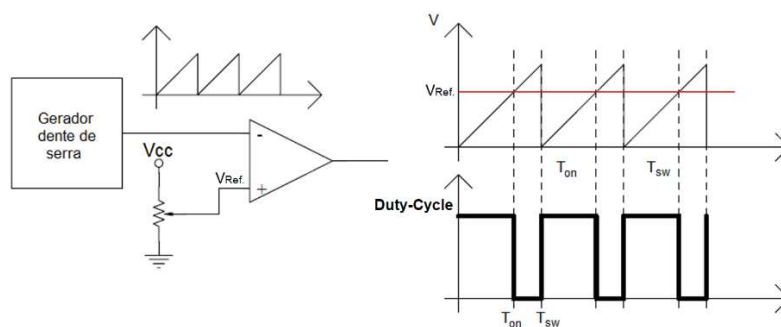 Gerador
dente de
serra
Vcc
VRef.
-
+
V
VRef.
Ton
Tsw
Duty-Cycle
Ton
Tsw